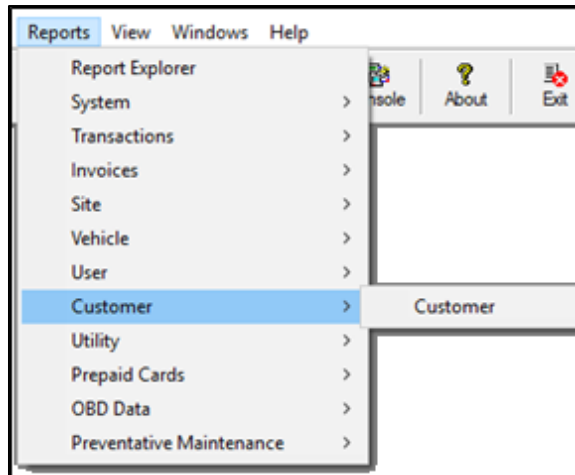 Reports View Windows Help
Report Explorer
System
Transactions
Invoices
Site
Vehicle
User
Customer
Utility
Prepaid Cards
OBD Data
Preventative Maintenance
About
Exit
Customer